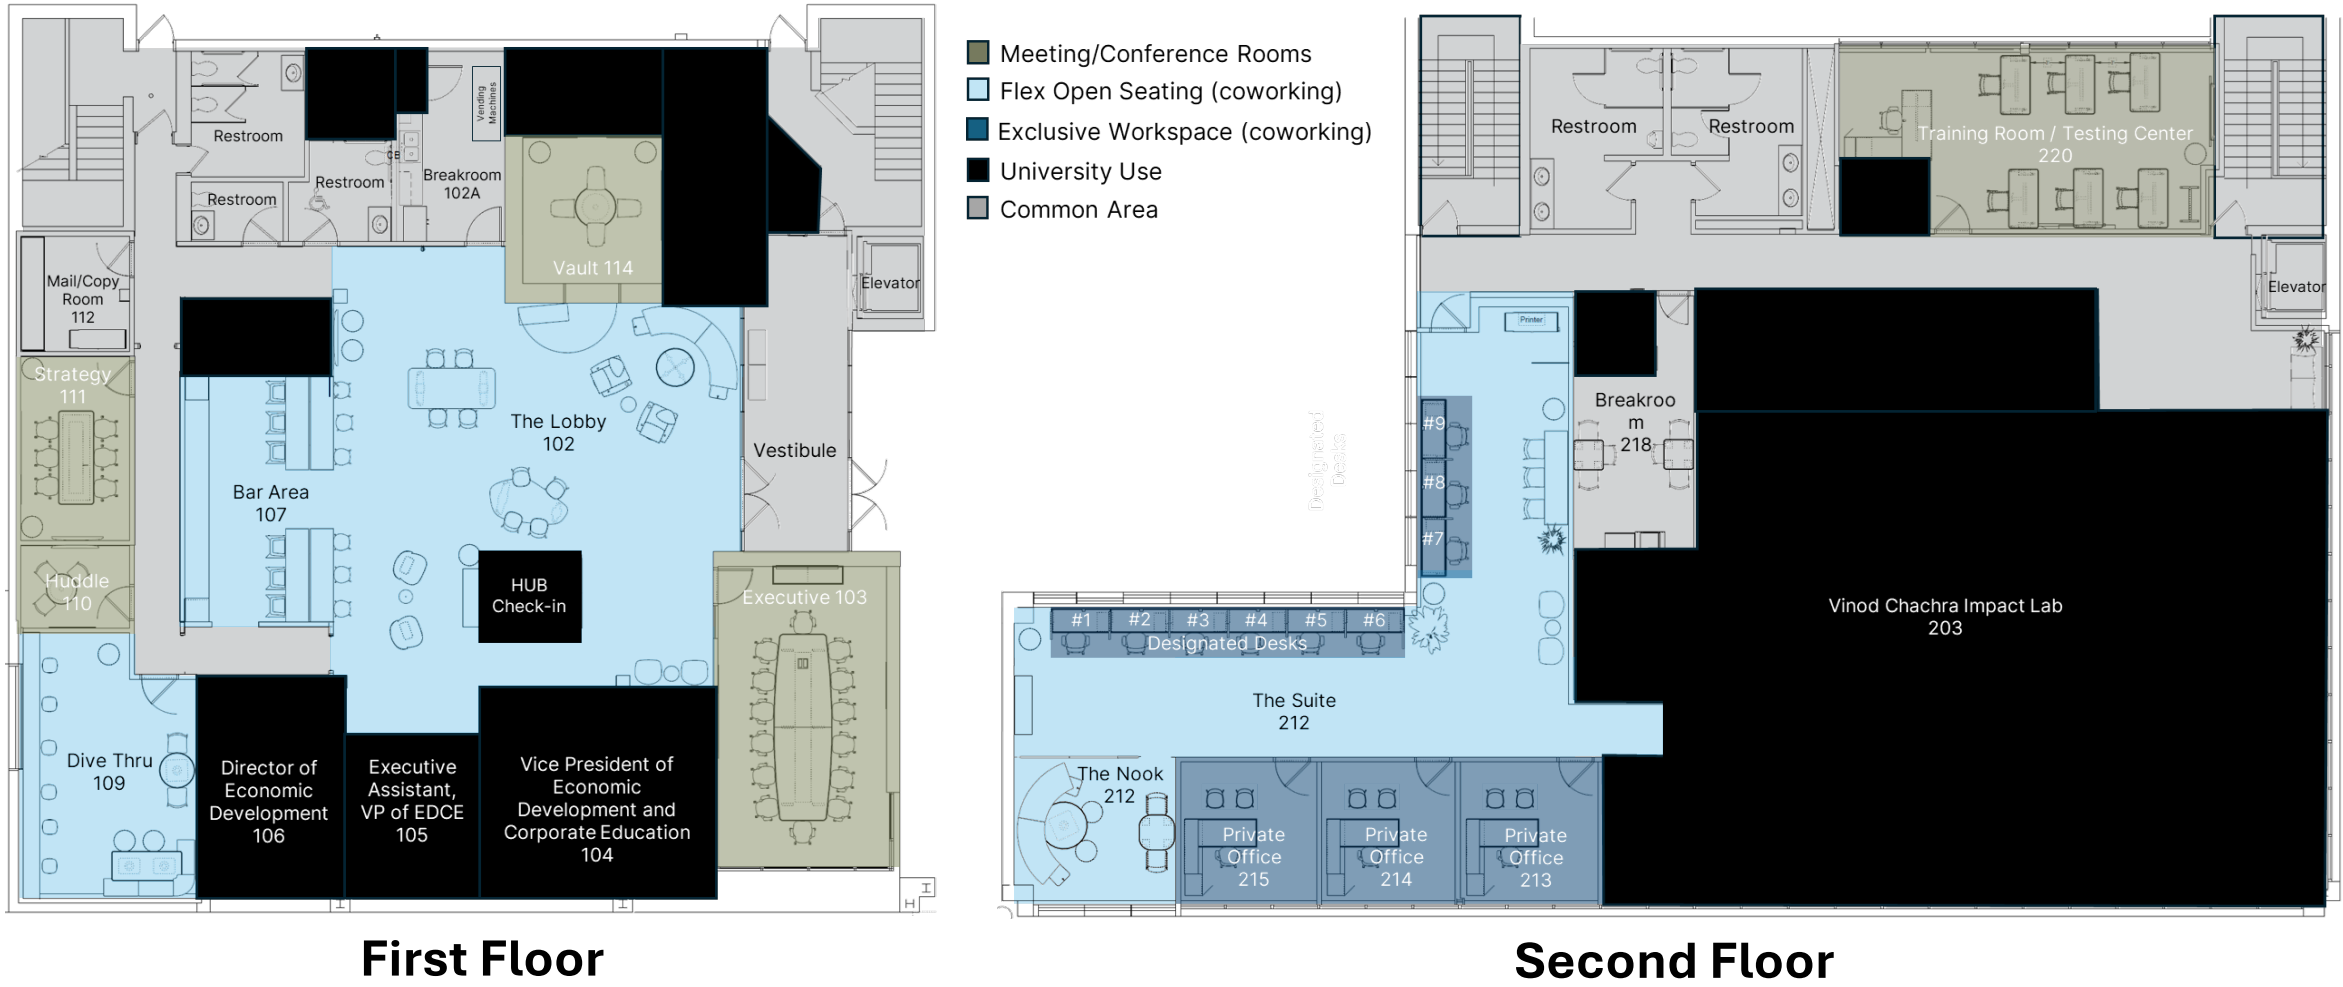 Restroom
Restroom
Restroom
Vending
Machines
CB
Breakroom
102A
Vault 114
Mail/Copy
Room
112
Elevator
Strategy
111
The Lobby
102
Vestibule
Bar Area
107
Huddle
110
HUB
Check-in
Executive 103
Dive Thru
109
Director of
Economic
Development
106
Executive
Assistant,
VP of EDCE
105
Vice President of
Economic
Development and
Corporate Education
104
First Floor
Meeting/Conference Rooms
Flex Open Seating (coworking)
Exclusive Workspace (coworking)
University Use
Common Area
Designated
Desks
Restroom
Restroom
Training Room / Testing Center
220
Elevator
Printer
Breakroo
m
218
#9
#8
#7
#1
#2
#3
#4
#5
#6
Designated Desks
Vinod Chachra Impact Lab
203
The Suite
212
The Nook
212
Private
Office
215
Private
Office
214
Private
Office
213
Second Floor